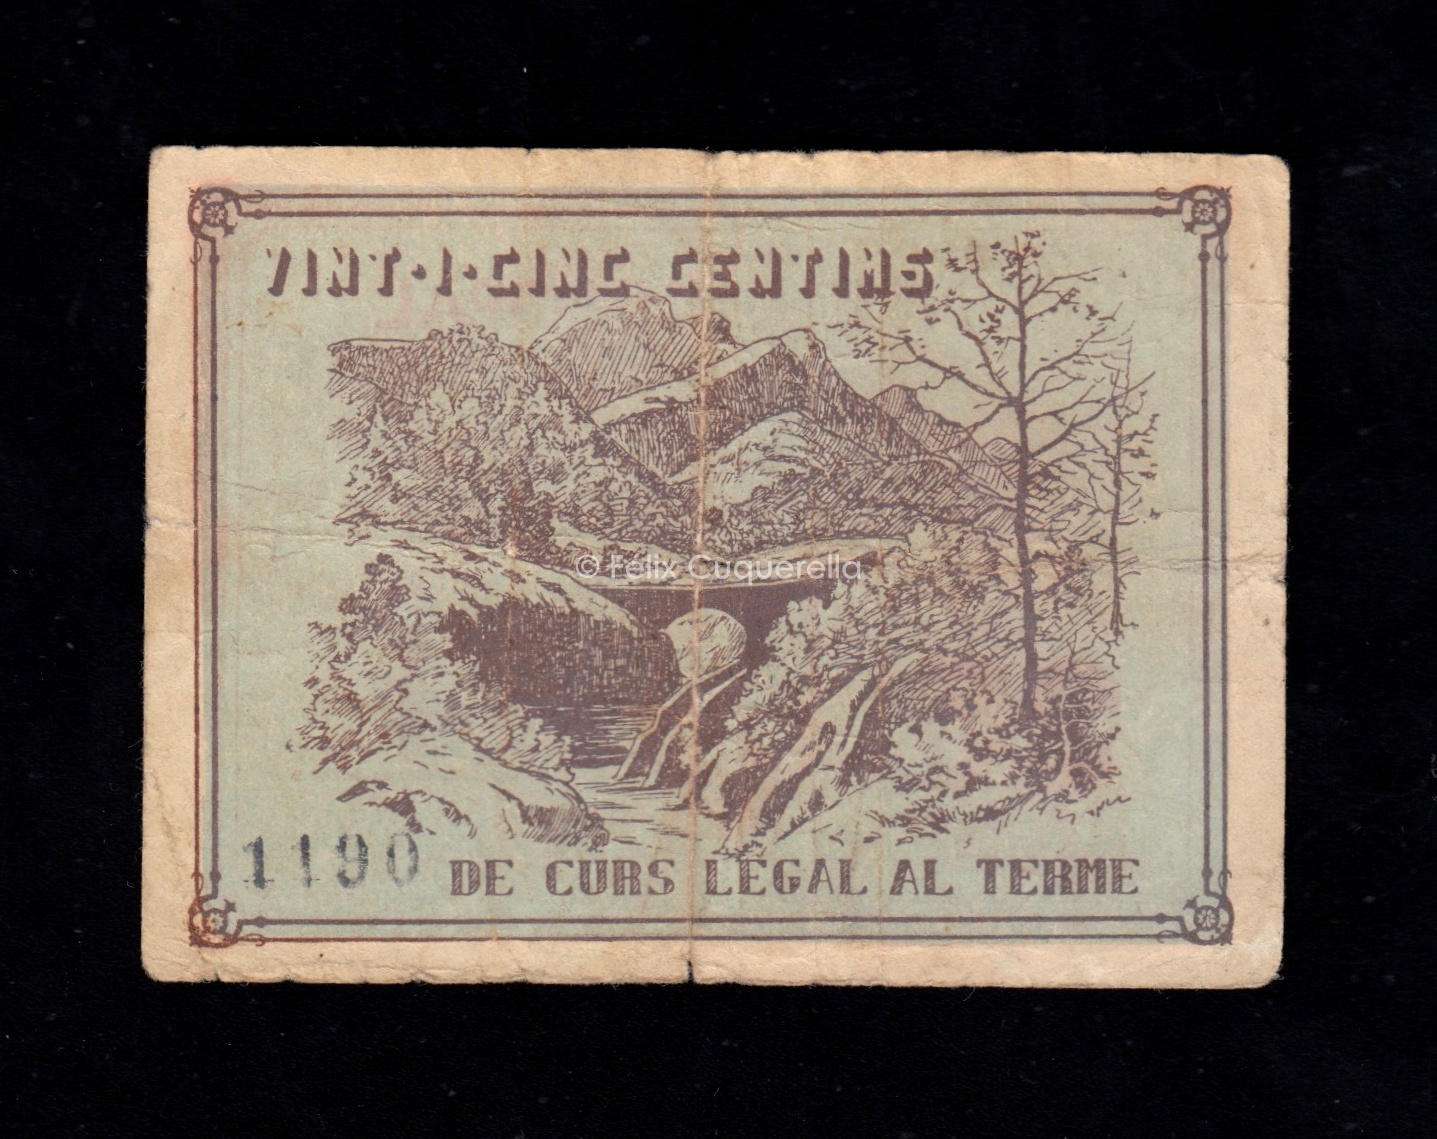 VINT·I·CINC CENTIMS
© Felix Cuquerella
1190
DE CURS LEGAL AL TERME